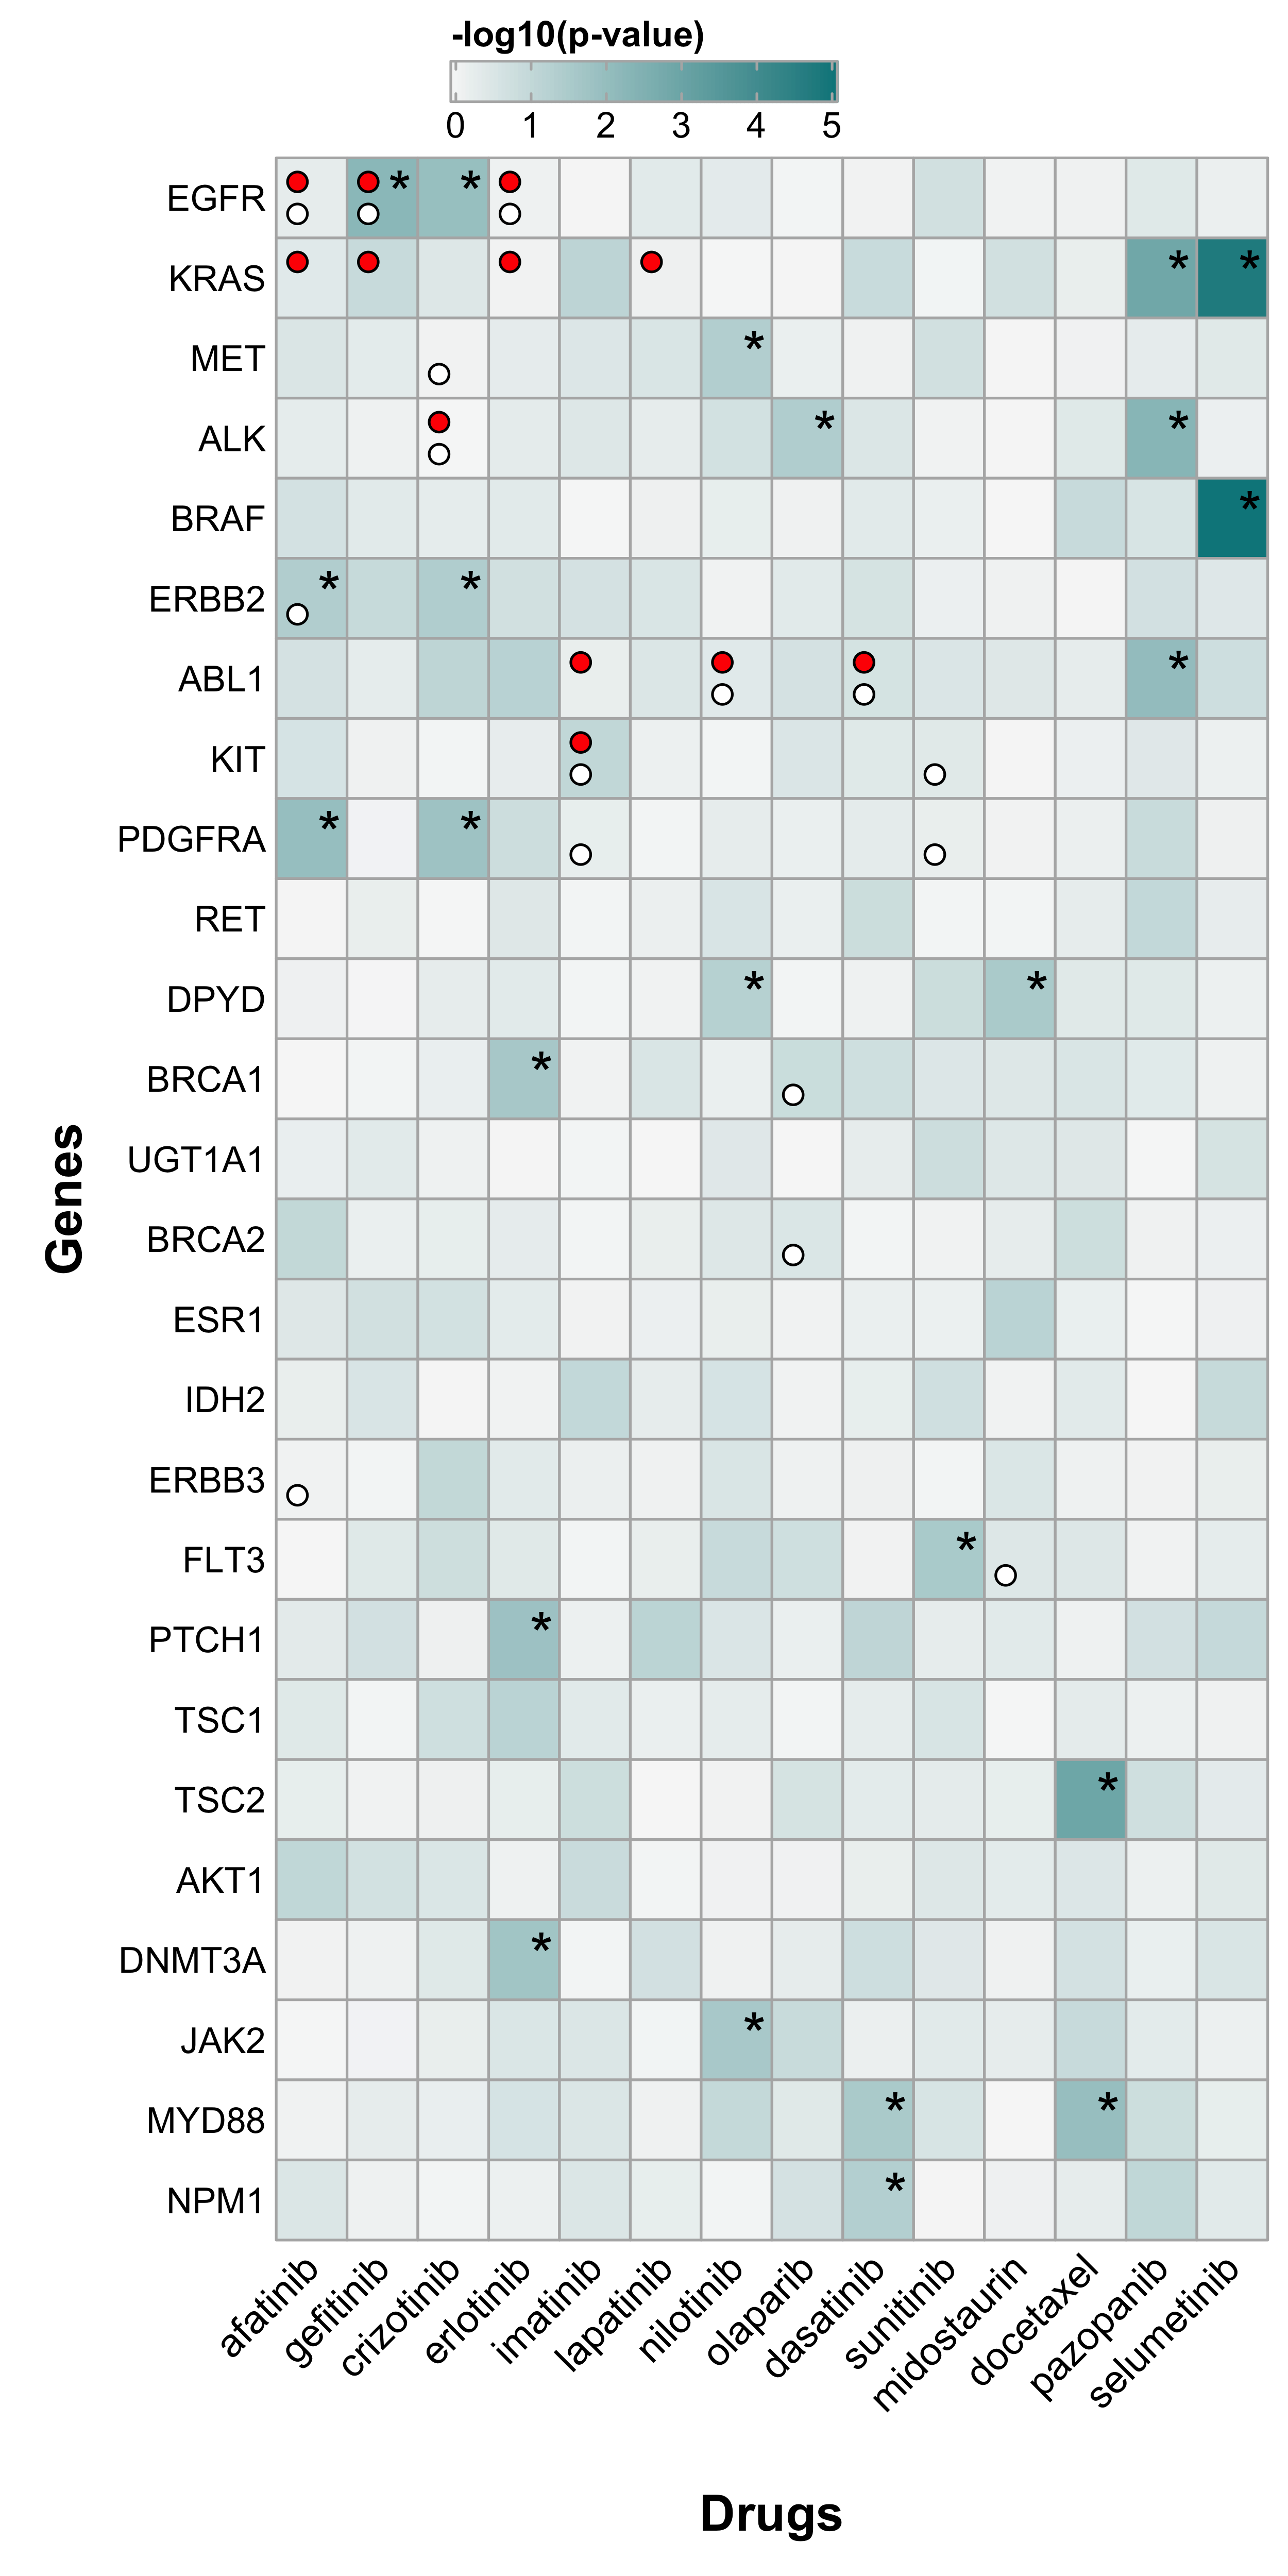 -log10(p-value)
0 1 2 3 4 5
EGFR * *
KRAS * *
MET *
ALK * *
BRAF *
ERBB2 * *
ABL1 *
KIT
PDGFRA * *
RET
DPYD * *
BRCA1 *
UGT1A1
BRCA2
ESR1
IDH2
ERBB3
FLT3 *
PTCH1 *
TSC1
TSC2 *
AKT1
DNMT3A *
JAK2 *
MYD88 * *
NPM1 *
Genes
afatinib
gefitinib
crizotinib
erlotinib
imatinib
lapatinib
nilotinib
olaparib
dasatinib
sunitinib
midostaurin
docetaxel
pazopanib
selumetinib
Drugs